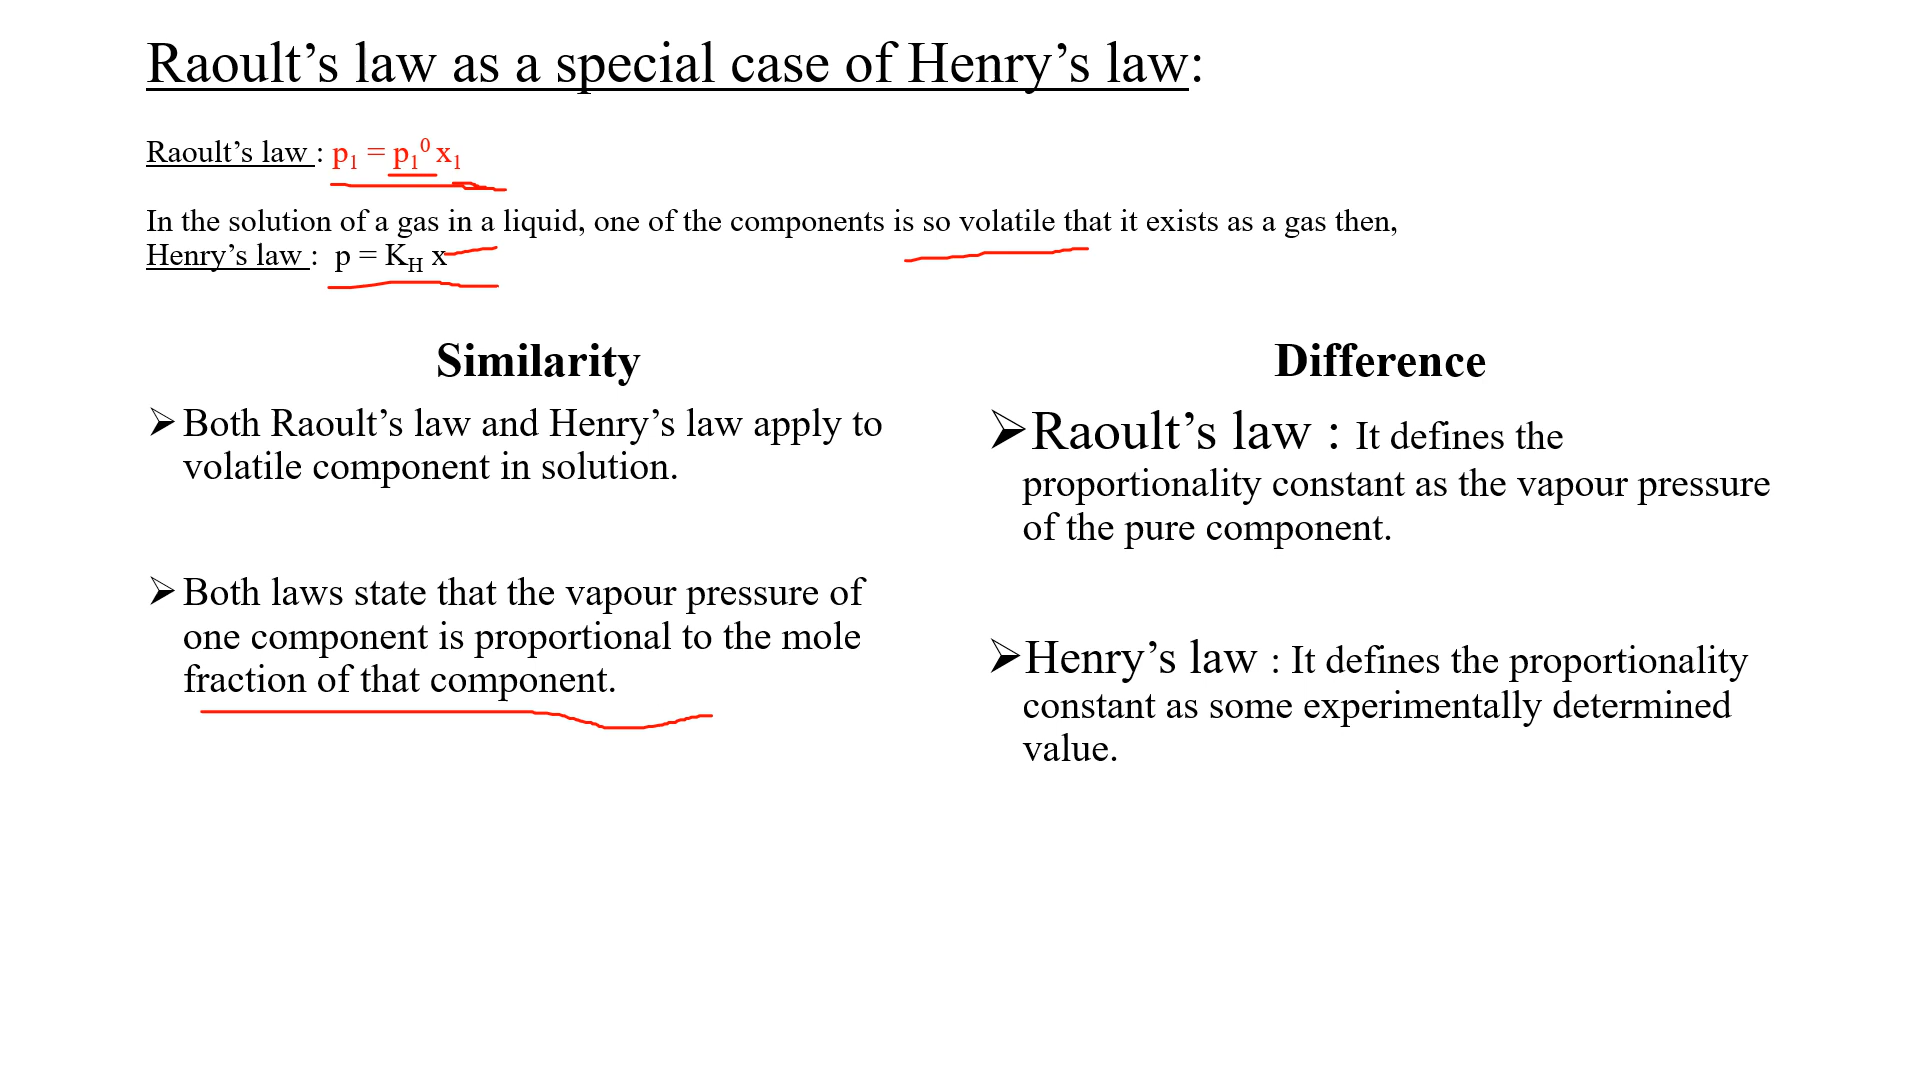 Raoult’s law as a special case of Henry’s law:
Raoult’s law : p₁ = p₁⁰ x₁
In the solution of a gas in a liquid, one of the components is so volatile that it exists as a gas then,
Henry’s law : p = K_H x
Similarity
➢Both Raoult’s law and Henry’s law apply to
volatile component in solution.
➢Both laws state that the vapour pressure of
one component is proportional to the mole
fraction of that component.
Difference
➢Raoult’s law : It defines the
proportionality constant as the vapour pressure
of the pure component.
➢Henry’s law : It defines the proportionality
constant as some experimentally determined
value.